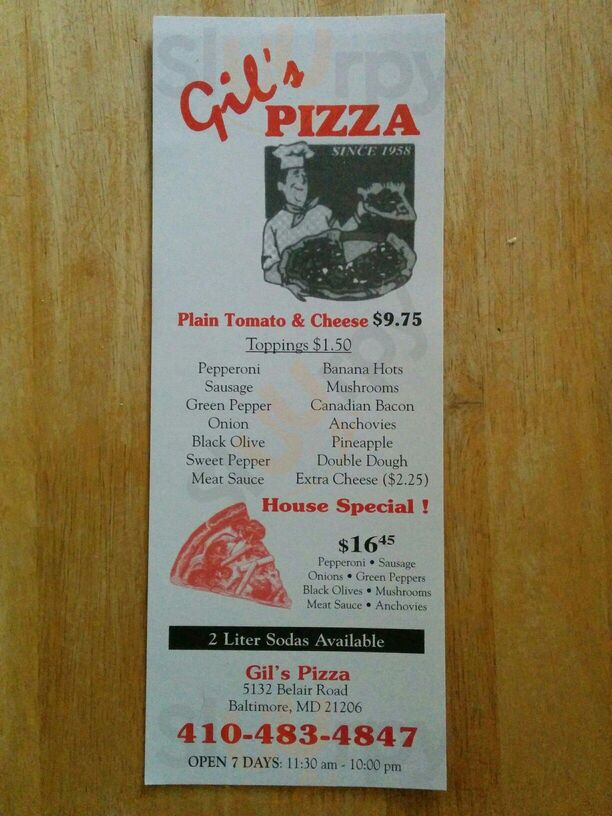 Gil's
PIZZA
SINCE 1958
Plain Tomato & Cheese $9.75
Toppings $1.50
Pepperoni
Sausage
Green Pepper
Onion
Black Olive
Sweet Pepper
Meat Sauce
Banana Hots
Mushrooms
Canadian Bacon
Anchovies
Pineapple
Double Dough
Extra Cheese ($2.25)
House Special !
$16.45
Pepperoni • Sausage
Onions • Green Peppers
Black Olives • Mushrooms
Meat Sauce • Anchovies
2 Liter Sodas Available
Gil's Pizza
5132 Belair Road
Baltimore, MD 21206
410-483-4847
OPEN 7 DAYS: 11:30 am - 10:00 pm